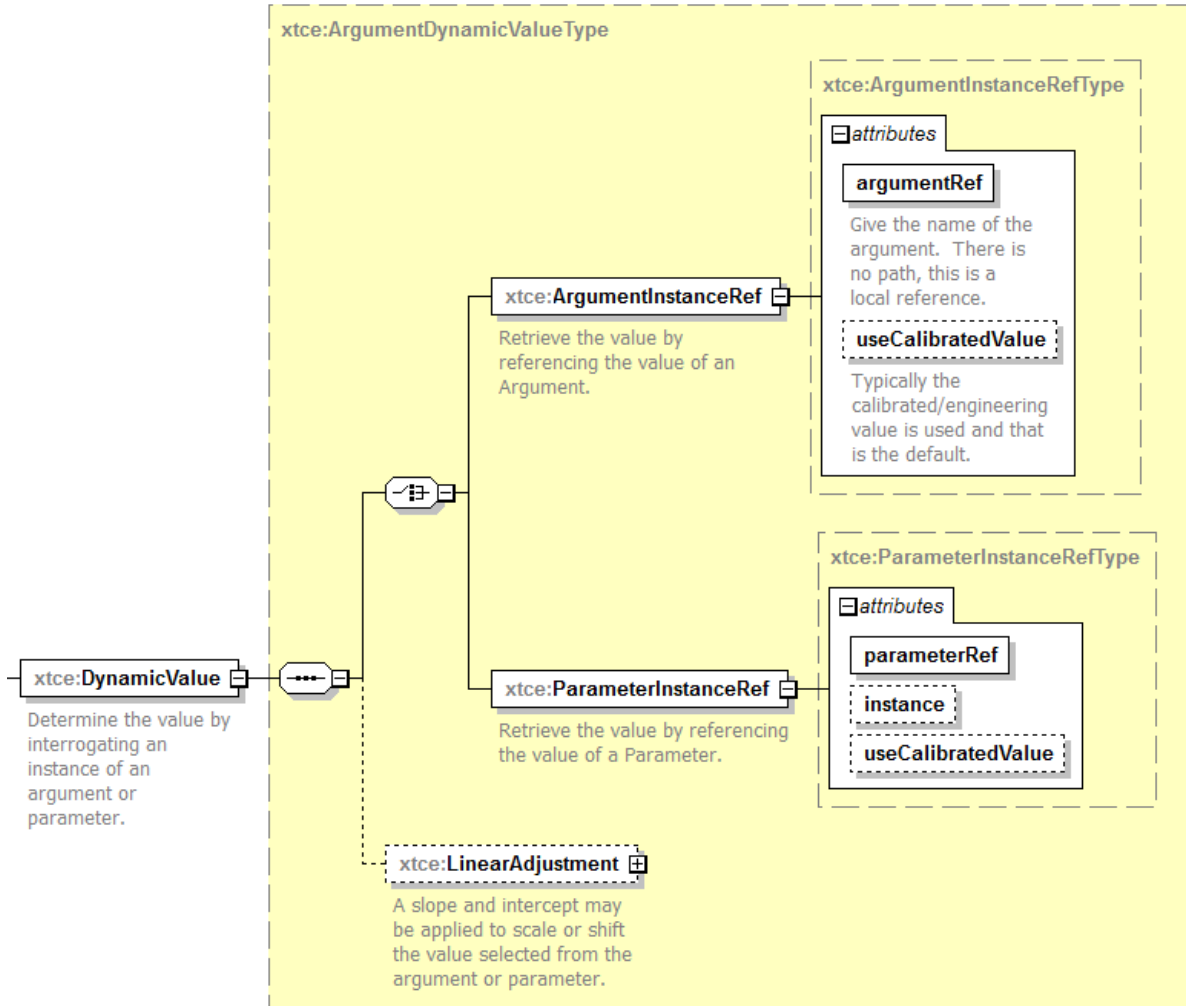 xtce:ArgumentDynamicValueType
xtce:ArgumentInstanceRefType
attributes
argumentRef
Give the name of the
argument.  There is
no path, this is a
local reference.
useCalibratedValue
Typically the
calibrated/engineering
value is used and that
is the default.
xtce:ArgumentInstanceRef
Retrieve the value by
referencing the value of an
Argument.
xtce:ParameterInstanceRefType
attributes
parameterRef
instance
useCalibratedValue
xtce:ParameterInstanceRef
Retrieve the value by referencing
the value of a Parameter.
xtce:DynamicValue
Determine the value by
interrogating an
instance of an
argument or
parameter.
xtce:LinearAdjustment
A slope and intercept may
be applied to scale or shift
the value selected from the
argument or parameter.